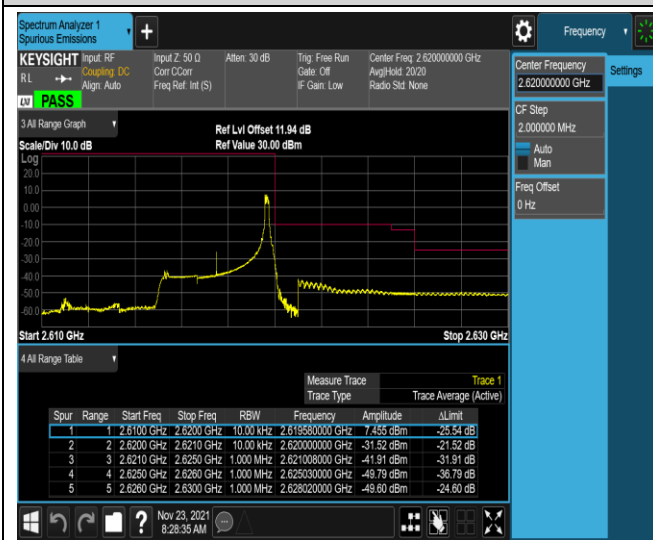 Spectrum Analyzer 1
Spurious Emissions
+
Frequency
KEYSIGHT Input: RF Input Z: 50 Ω Atten: 30 dB Trig: Free Run Center Freq: 2.620000000 GHz
RL Coupling: DC Corr CCorr Gate: Off Avg|Hold: 20/20
Align: Auto Freq Ref: Int (S) IF Gain: Low Radio Std: None
LXI PASS
3 All Range Graph
Ref Lvl Offset 11.94 dB
Scale/Div 10.0 dB Ref Value 30.00 dBm
Log
20.0
10.0
0.00
-10.0
-20.0
-30.0
-40.0
-50.0
-60.0
Start 2.610 GHz Stop 2.630 GHz
4 All Range Table
Measure Trace Trace 1
Trace Type Trace Average (Active)
Spur Range Start Freq Stop Freq RBW Frequency Amplitude ΔLimit
1 1 2.6100 GHz 2.6200 GHz 10.00 kHz 2.619580000 GHz 7.455 dBm -25.54 dB
2 2 2.6200 GHz 2.6210 GHz 10.00 kHz 2.620000000 GHz -31.52 dBm -21.52 dB
3 3 2.6210 GHz 2.6250 GHz 1.000 MHz 2.621008000 GHz -41.91 dBm -31.91 dB
4 4 2.6250 GHz 2.6260 GHz 1.000 MHz 2.625030000 GHz -49.79 dBm -36.79 dB
5 5 2.6260 GHz 2.6300 GHz 1.000 MHz 2.628020000 GHz -49.60 dBm -24.60 dB
Center Frequency
2.620000000 GHz
Settings
CF Step
2.000000 MHz
Auto
Man
Freq Offset
0 Hz
?
Nov 23, 2021
8:28:35 AM